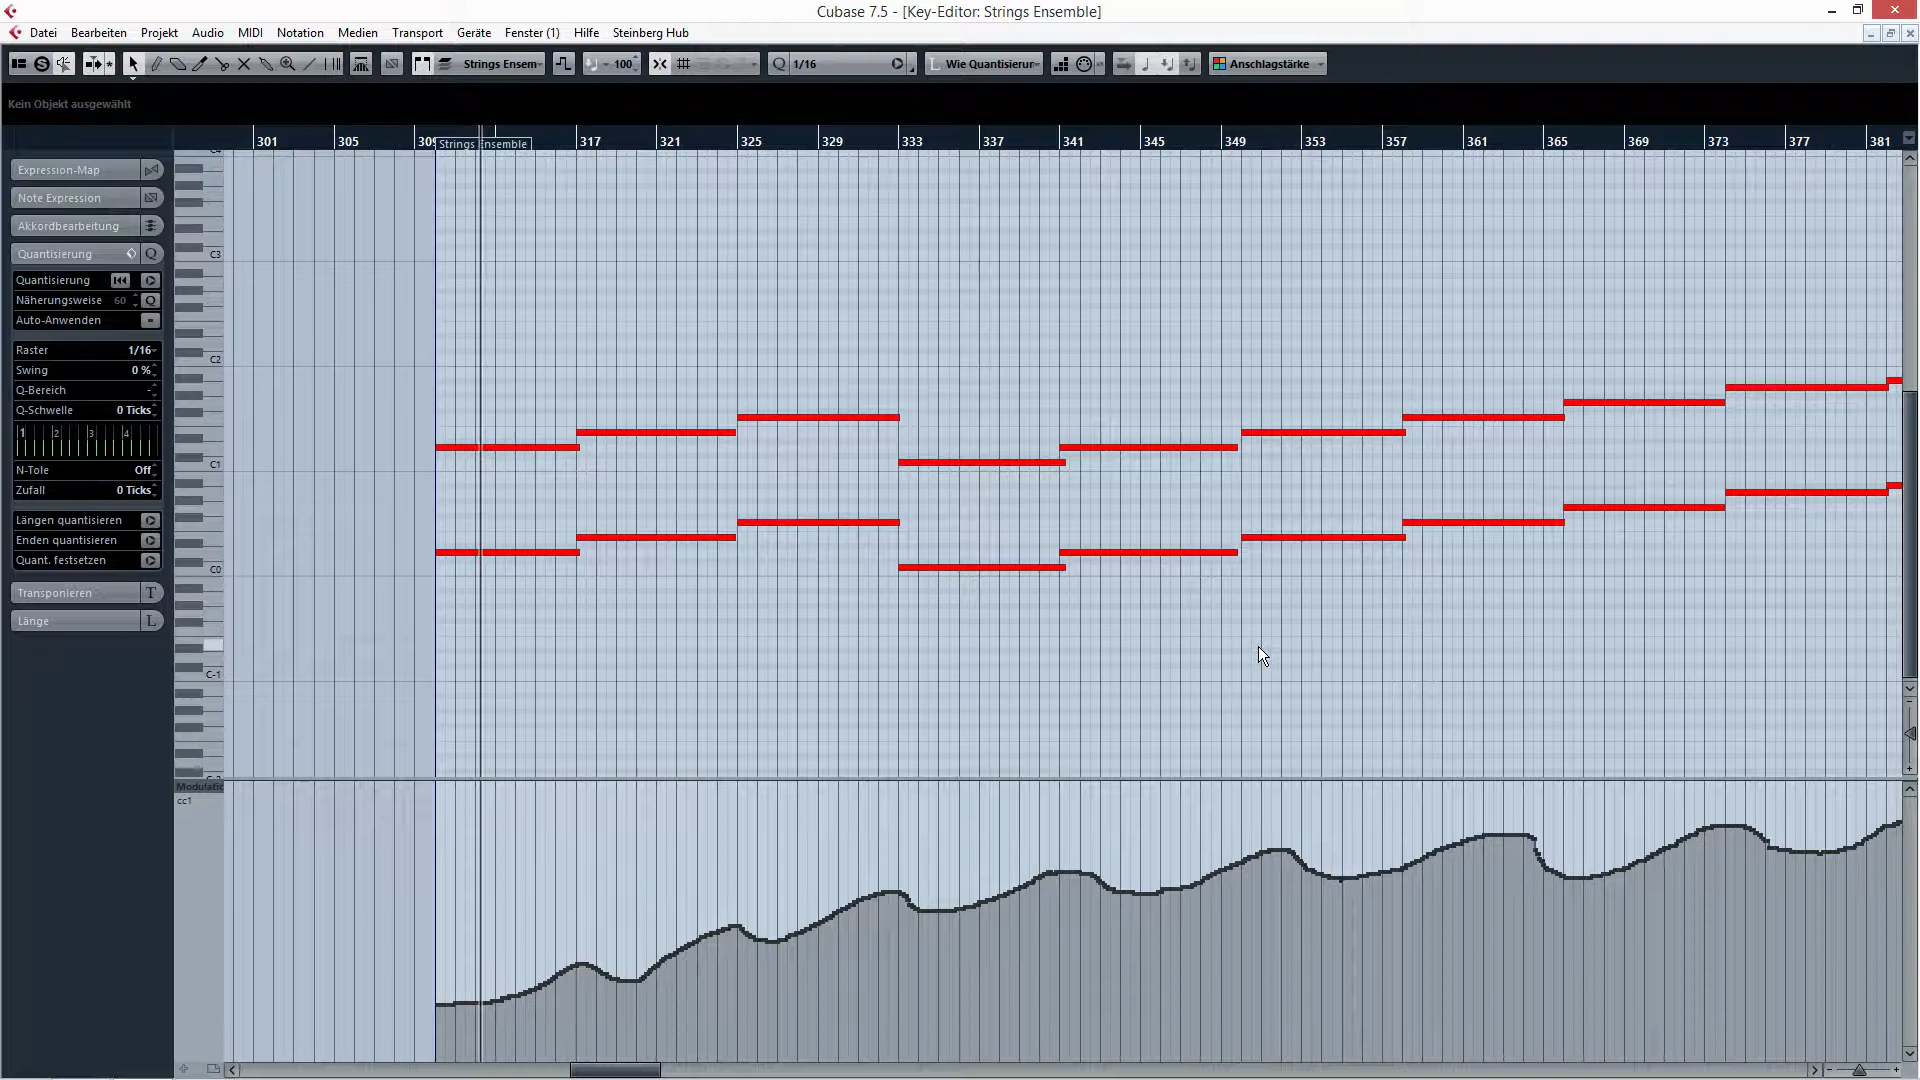 Cubase 7.5 - [Key-Editor: Strings Ensemble]
Datei Bearbeiten Projekt Audio MIDI Notation Medien Transport Geräte Fenster (1) Hilfe Steinberg Hub
Strings Ensem 100 Q 1/16 L Wie Quantisierur Anschlagstärke
Kein Objekt ausgewählt
301 305 309 317 321 325 329 333 337 341 345 349 353 357 361 365 369 373 377 381
Strings Ensemble
Expression-Map
Note Expression
Akkordbearbeitung
Quantisierung Q
Quantisierung
Näherungsweise 60 Q
Auto-Anwenden
Raster 1/16
Swing 0 %
Q-Bereich -
Q-Schwelle 0 Ticks
1 2 3 4
N-Tole Off
Zufall 0 Ticks
Längen quantisieren
Enden quantisieren
Quant. festsetzen
Transponieren T
Länge L
C3
C2
C1
C0
C-1
Modulatio
cc1